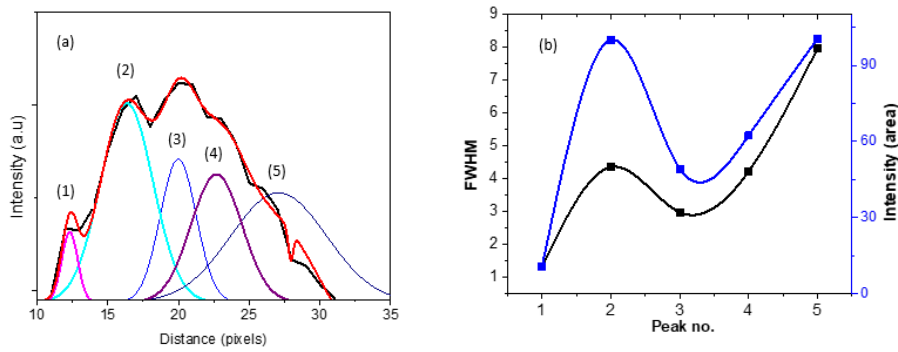 (a)
(1)
(2)
(3)
(4)
(5)
Intensity (a.u)
10 15 20 25 30 35
Distance (pixels)
(b)
9
8
7
6
5
4
3
2
1
FWHM
1 2 3 4 5
Peak no.
90
60
30
0
Intensity (area)